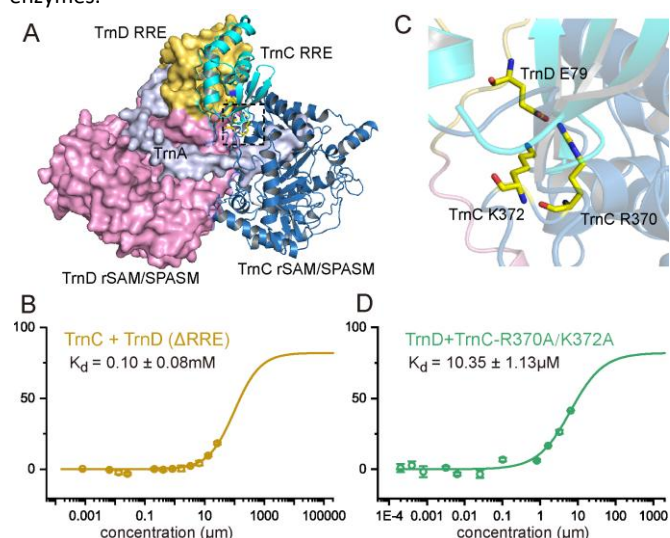 enzymes.
A
TrnD RRE
TrnC RRE
TrnA
TrnD rSAM/SPASM
TrnC rSAM/SPASM
C
TrnD E79
TrnC K372
TrnC R370
B
TrnC + TrnD (ΔRRE)
Kd = 0.10 ± 0.08mM
100
50
0
0.001
0.1
10
1000
100000
concentration (μm)
D
TrnD+TrnC-R370A/K372A
Kd = 10.35 ± 1.13μM
100
50
0
1E-4
0.001
0.01
0.1
1
10
100
1000
concentration (μm)